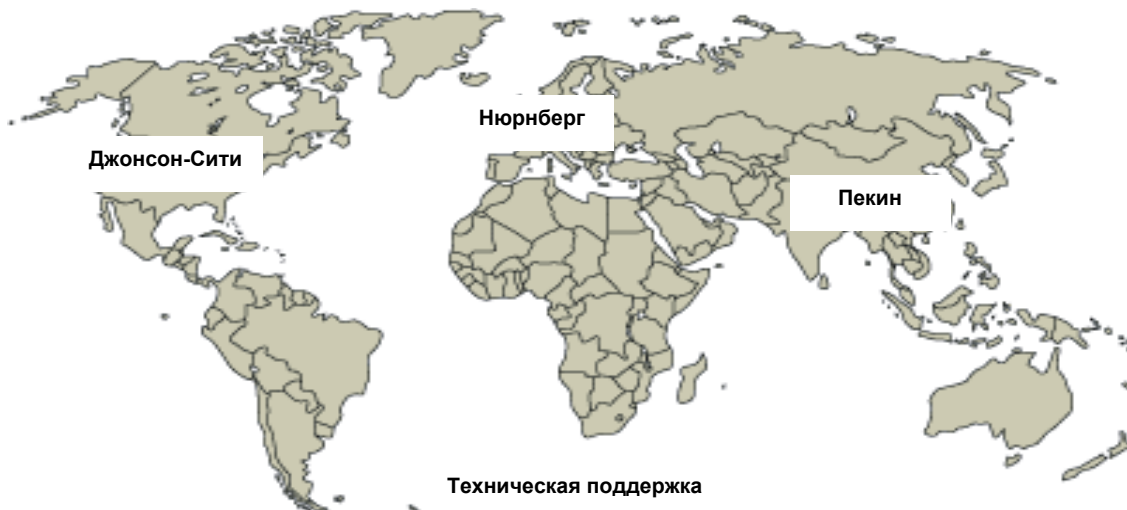 Нюрнберг
Джонсон-Сити
Пекин
Техническая поддержка